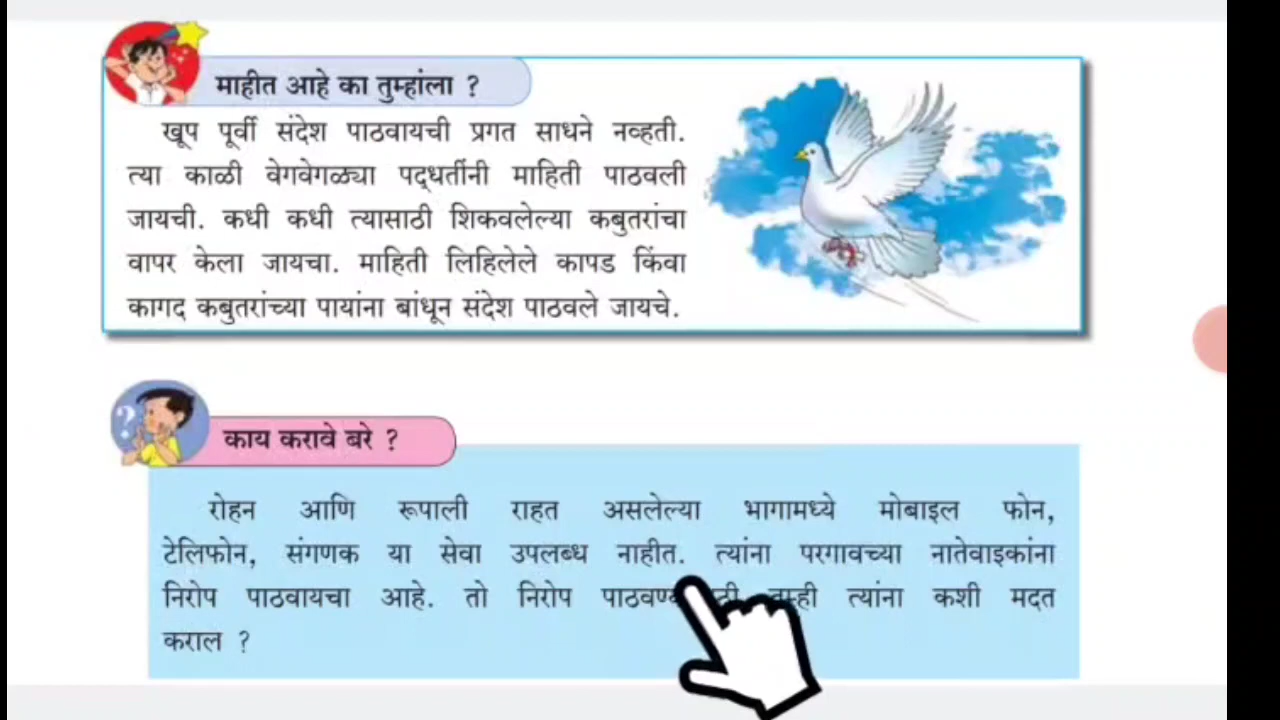 माहीत आहे का तुम्हांला ?
खूप पूर्वी संदेश पाठवायची प्रगत साधने नव्हती.
त्या काळी वेगवेगळ्या पद्धतींनी माहिती पाठवली
जायची. कधी कधी त्यासाठी शिकवलेल्या कबुतरांचा
वापर केला जायचा. माहिती लिहिलेले कापड किंवा
कागद कबुतरांच्या पायांना बांधून संदेश पाठवले जायचे.
?
काय करावे बरे ?
रोहन आणि रूपाली राहत असलेल्या भागामध्ये मोबाइल फोन,
टेलिफोन, संगणक या सेवा उपलब्ध नाहीत. त्यांना परगावच्या नातेवाइकांना
निरोप पाठवायचा आहे. तो निरोप त्यांना कशी मदत
कराल ?